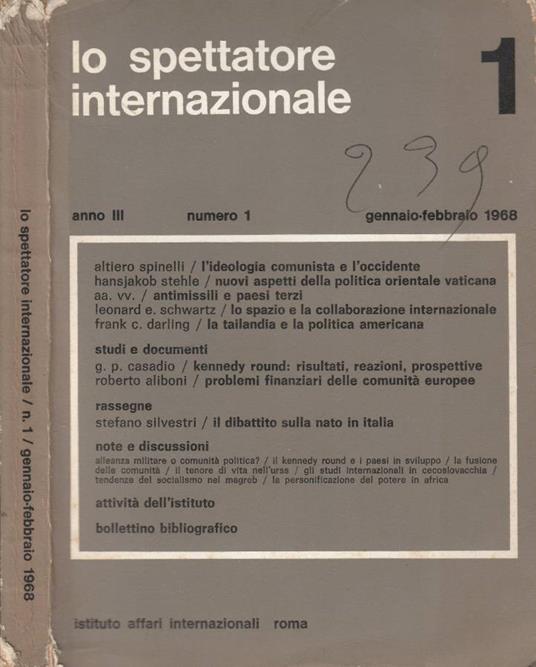 lo spettatore
internazionale
1
239
anno III numero 1 gennaio-febbraio 1968
altiero spinelli / l'ideologia comunista e l'occidente
hansjakob stehle / nuovi aspetti della politica orientale vaticana
aa. vv. / antimissili e paesi terzi
leonard e. schwartz / lo spazio e la collaborazione internazionale
frank c. darling / la tailandia e la politica americana
studi e documenti
g. p. casadio / kennedy round: risultati, reazioni, prospettive
roberto aliboni / problemi finanziari delle comunità europee
rassegne
stefano silvestri / il dibattito sulla nato in italia
note e discussioni
alleanza militare o comunità politica? / il kennedy round e i paesi in sviluppo / la fusione
delle comunità / il tenore di vita nell'urss / gli studi internazionali in cecoslovacchia /
tendenze del socialismo nel magreb / la personificazione del potere in africa
attività dell'istituto
bollettino bibliografico
istituto affari internazionali roma
lo spettatore internazionale / n. 1 / gennaio-febbraio 1968